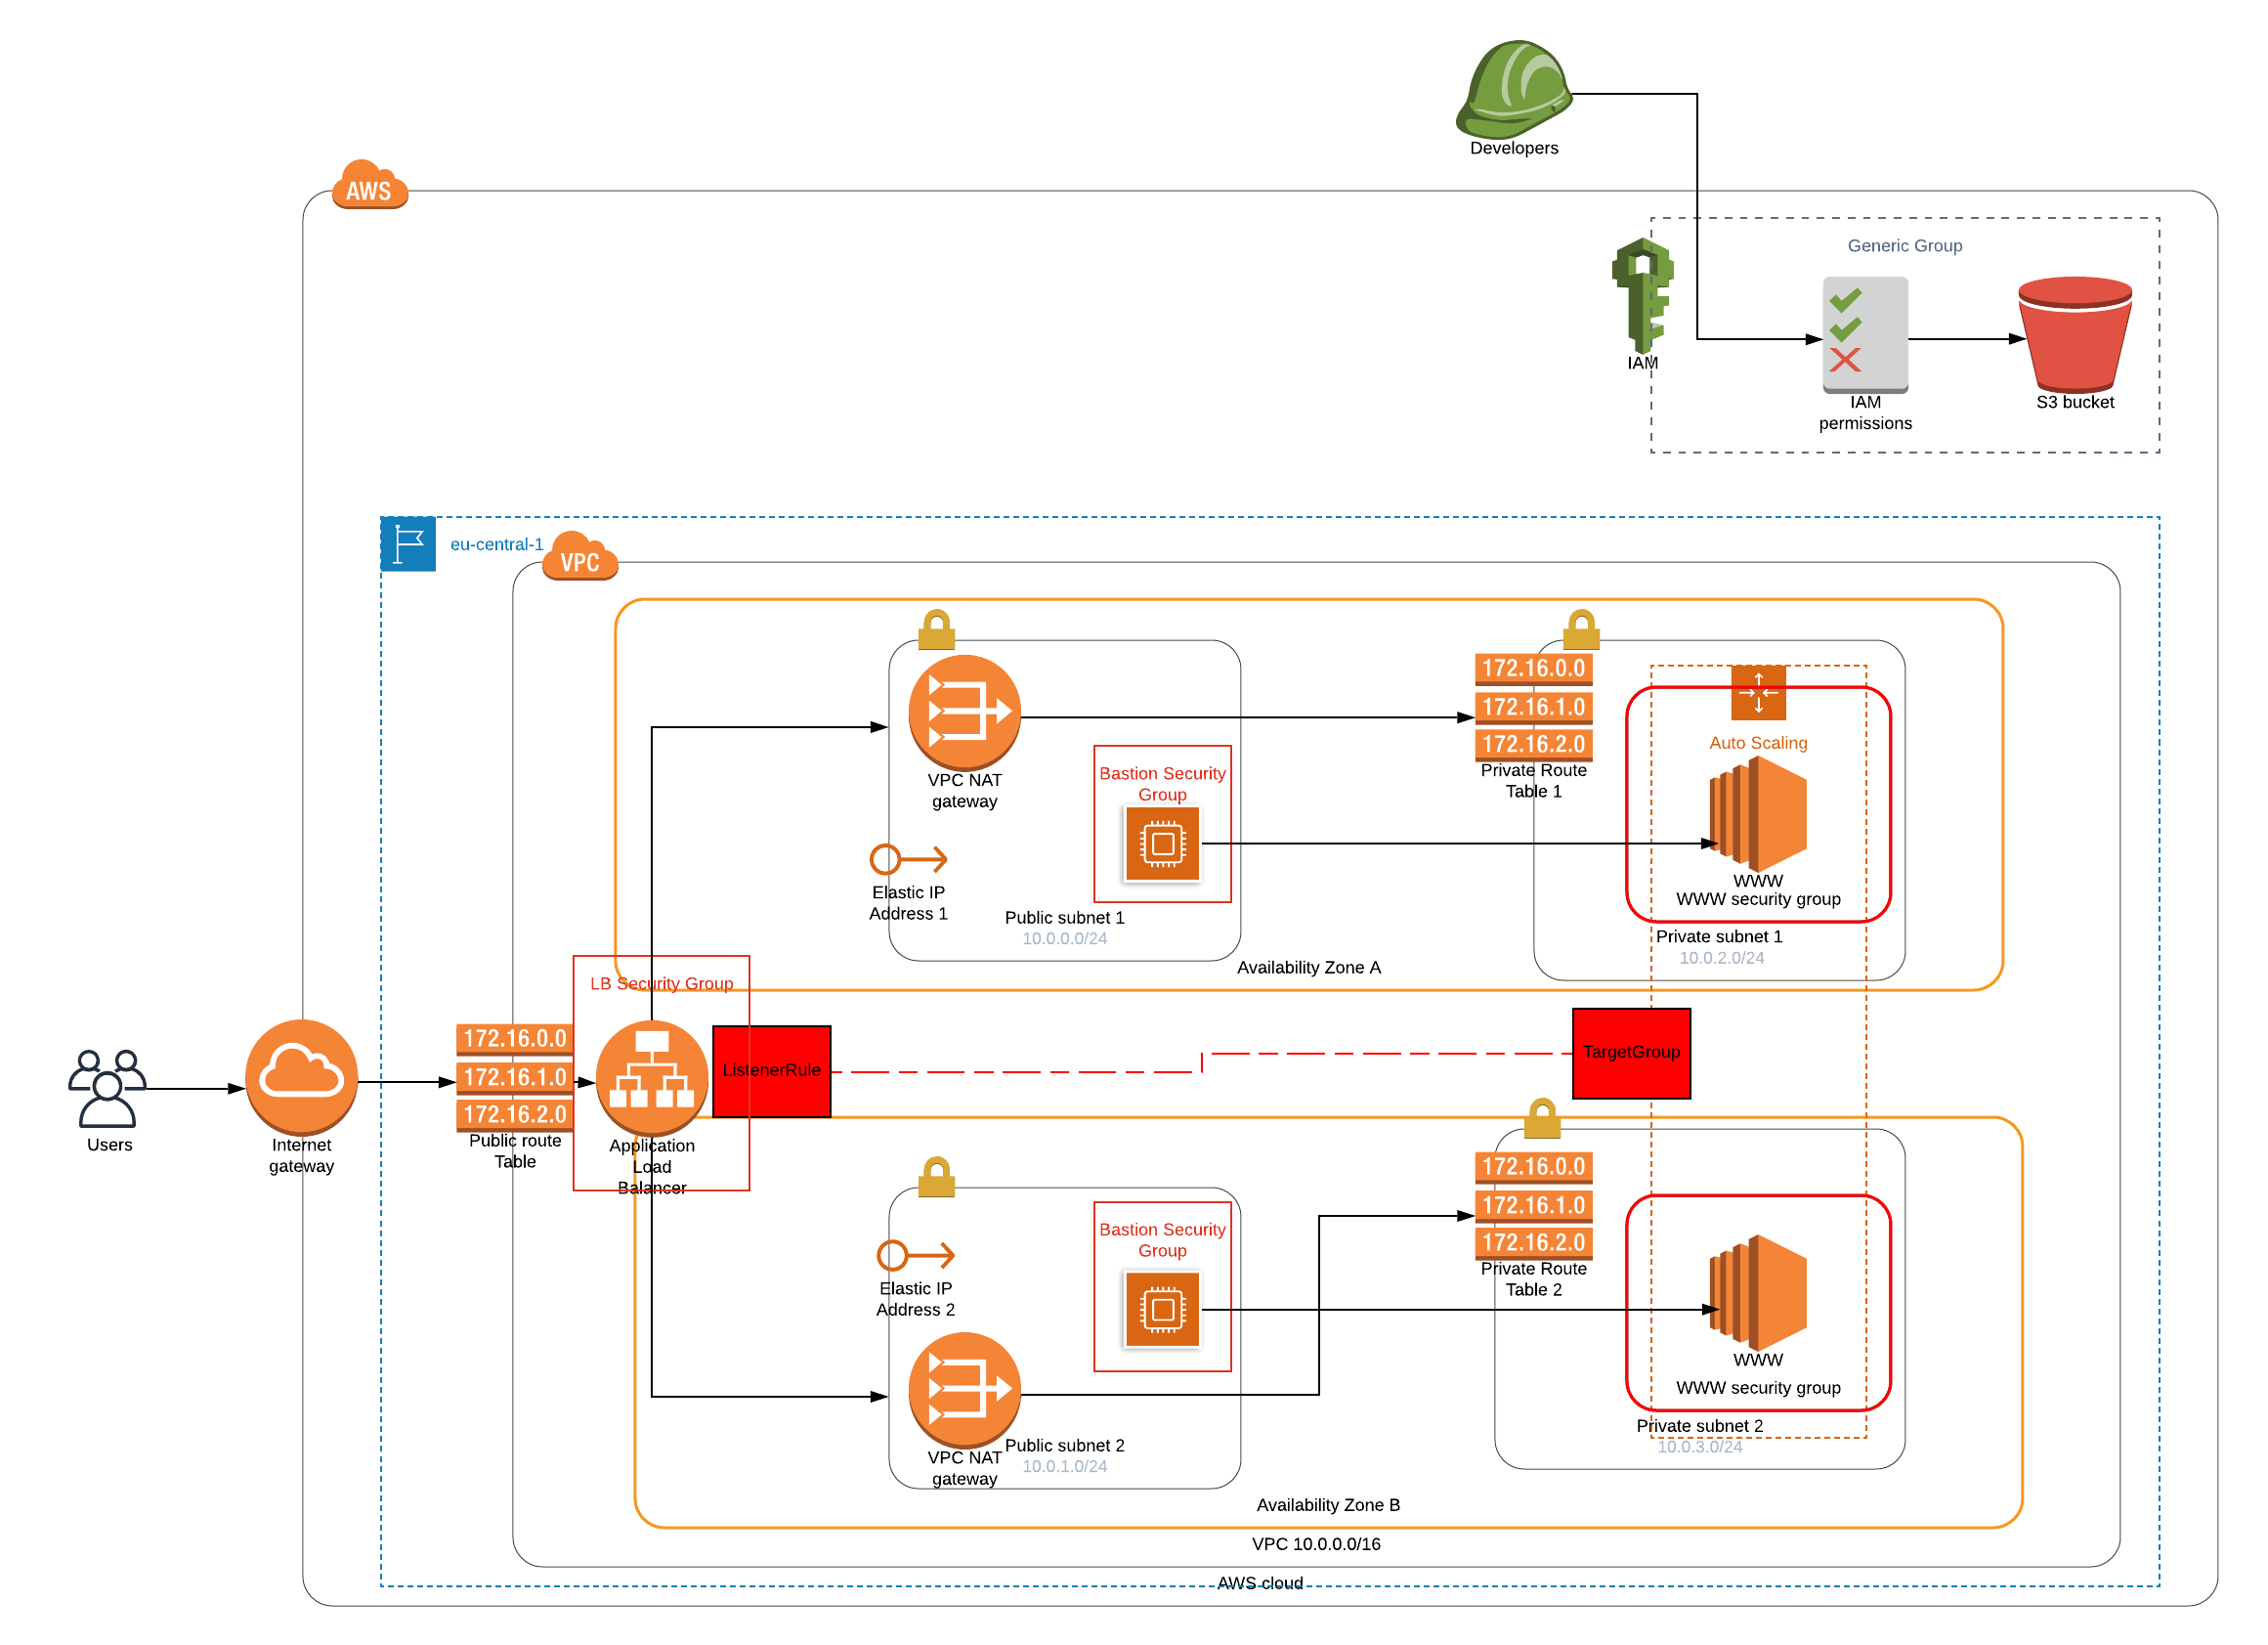 Developers
AWS
Generic Group
IAM
IAM
permissions
S3 bucket
eu-central-1
VPC
172.16.0.0
172.16.1.0
172.16.2.0
Private Route
Table 1
Auto Scaling
VPC NAT
gateway
Bastion Security
Group
WWW
WWW security group
Elastic IP
Address 1
Public subnet 1
10.0.0.0/24
Private subnet 1
10.0.2.0/24
Availability Zone A
LB Security Group
Users
Internet
gateway
172.16.0.0
172.16.1.0
172.16.2.0
Public route
Table
Application
Load
Balancer
ListenerRule
TargetGroup
172.16.0.0
172.16.1.0
172.16.2.0
Private Route
Table 2
Bastion Security
Group
Elastic IP
Address 2
WWW
WWW security group
Private subnet 2
10.0.3.0/24
VPC NAT
gateway
Public subnet 2
10.0.1.0/24
Availability Zone B
VPC 10.0.0.0/16
AWS cloud